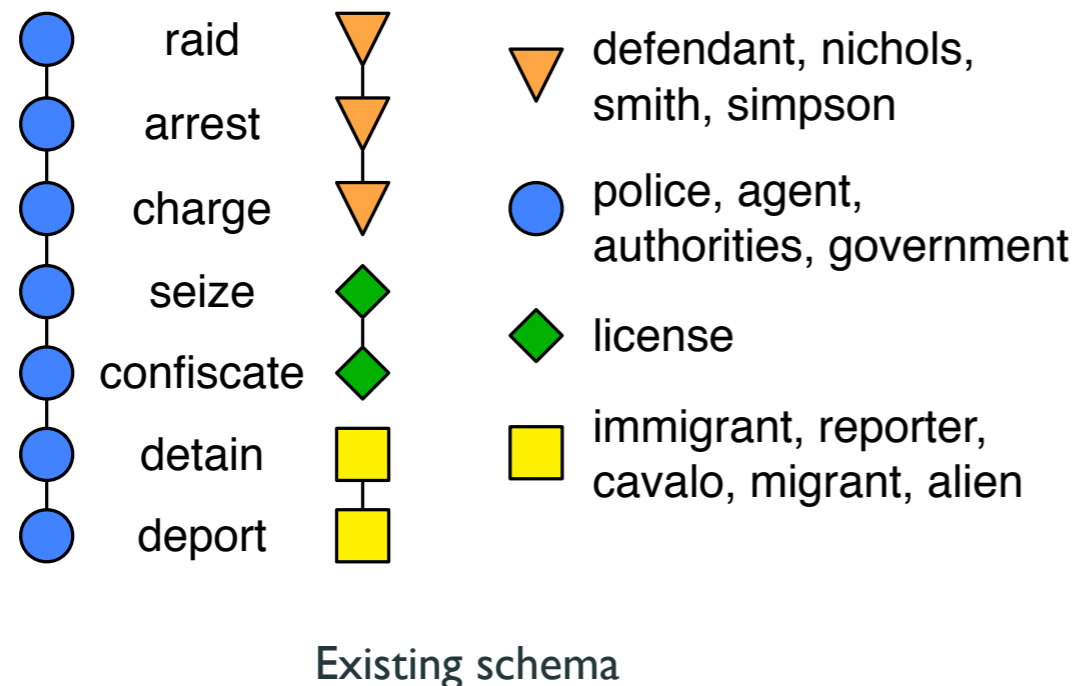 raid
arrest
charge
seize
confiscate
detain
deport
defendant, nichols,
smith, simpson
police, agent,
authorities, government
license
immigrant, reporter,
cavalo, migrant, alien
Existing schema